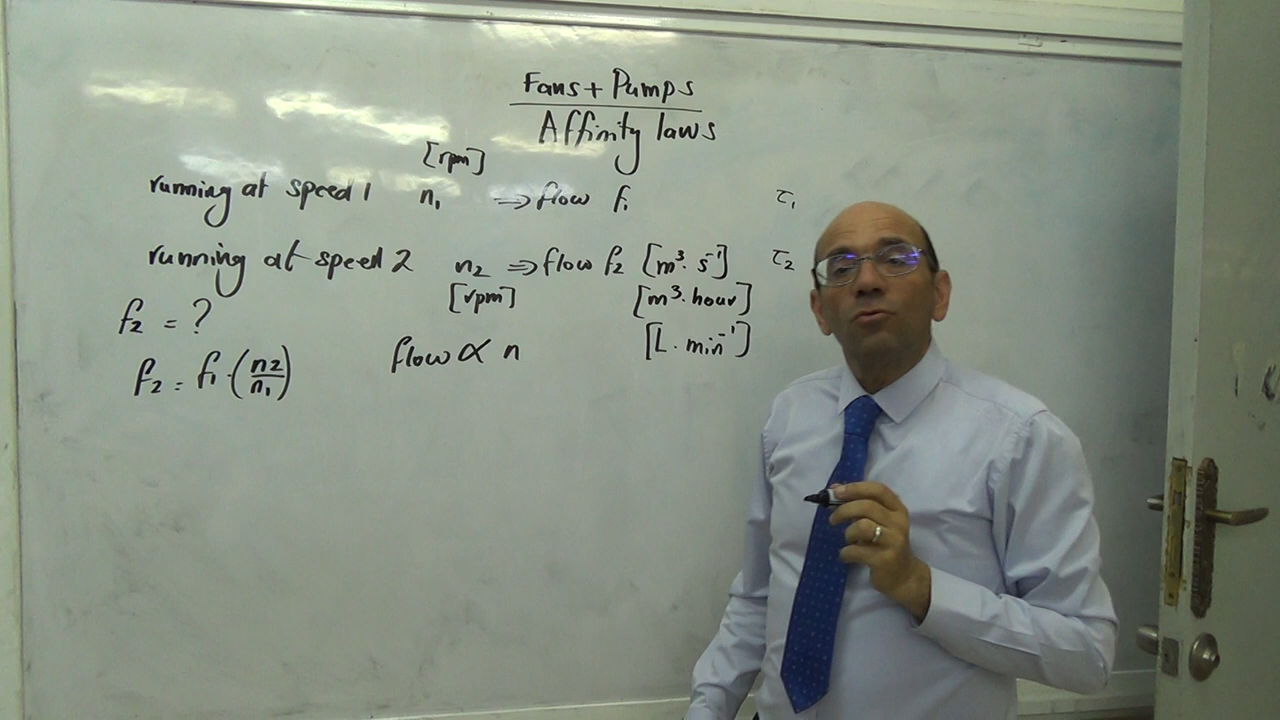 Fans + Pumps
Affinity laws
[rpm]
running at speed 1 n₁ ⇒ flow f₁ τ₁
running at speed 2 n₂ ⇒ flow f₂ [m³. s⁻¹] τ₂
[rpm] [m³. hour]
f₂ = ?
flow ∝ n [L. min⁻¹]
f₂ = f₁ . (n2/n₁)